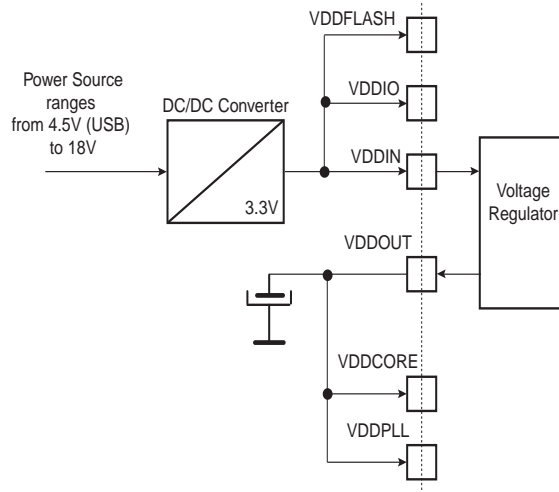 VDDFLASH
Power Source
ranges
from 4.5V (USB)
to 18V
DC/DC Converter
VDDIO
VDDIN
3.3V
Voltage
Regulator
VDDOUT
VDDCORE
VDDPLL